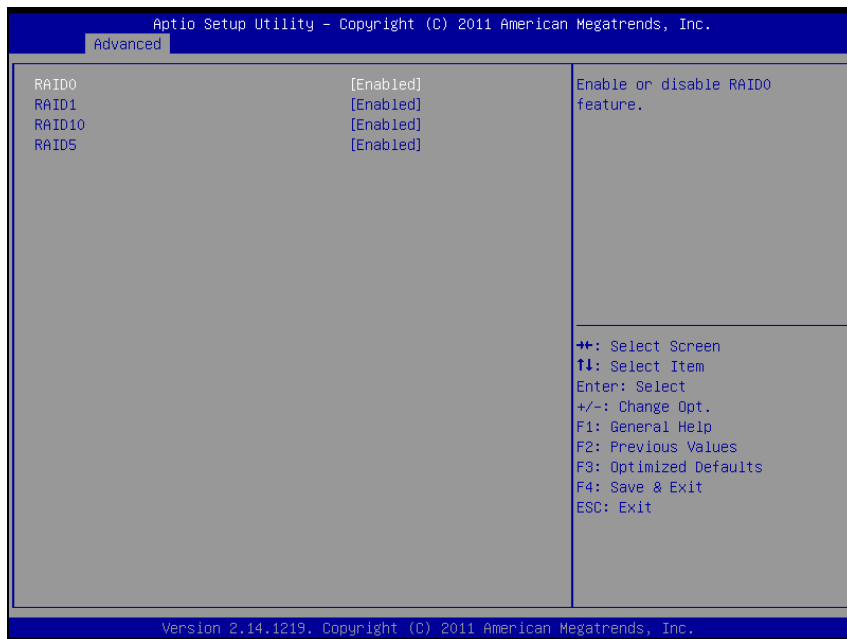 Aptio Setup Utility – Copyright (C) 2011 American Megatrends, Inc.
Advanced
RAID0 [Enabled]
RAID1 [Enabled]
RAID10 [Enabled]
RAID5 [Enabled]
Enable or disable RAID0
feature.
→←: Select Screen
↑↓: Select Item
Enter: Select
+/-: Change Opt.
F1: General Help
F2: Previous Values
F3: Optimized Defaults
F4: Save & Exit
ESC: Exit
Version 2.14.1219. Copyright (C) 2011 American Megatrends, Inc.